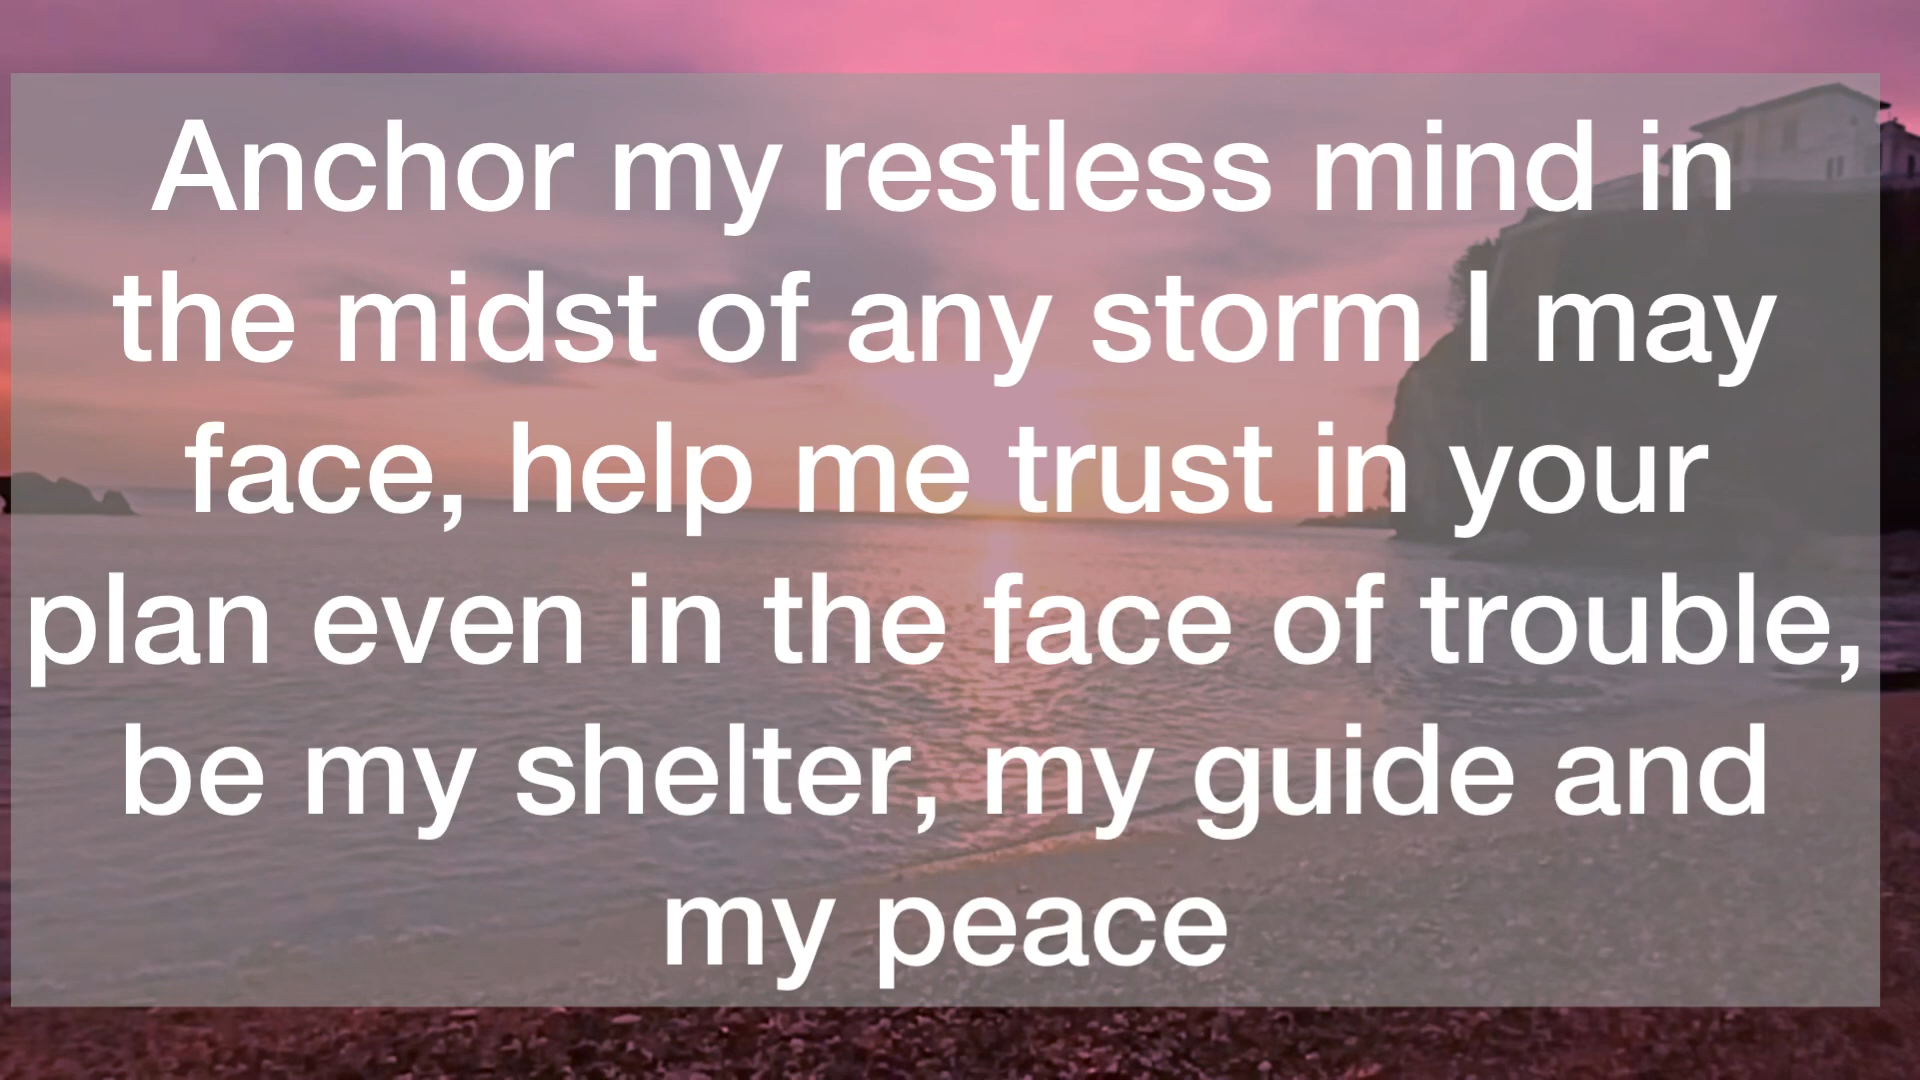 Anchor my restless mind in
the midst of any storm I may
face, help me trust in your
plan even in the face of trouble,
be my shelter, my guide and
my peace